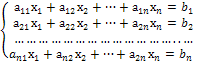 a₁₁x₁ + a₁₂x₂ + ⋯ + a₁ₙxₙ = b₁
a₂₁x₁ + a₂₂x₂ + ⋯ + a₂ₙxₙ = b₂
… … … … … … … … … … … … . . …
aₙ₁x₁ + aₙ₂x₂ + ⋯ + a₂ₙxₙ = bₙ